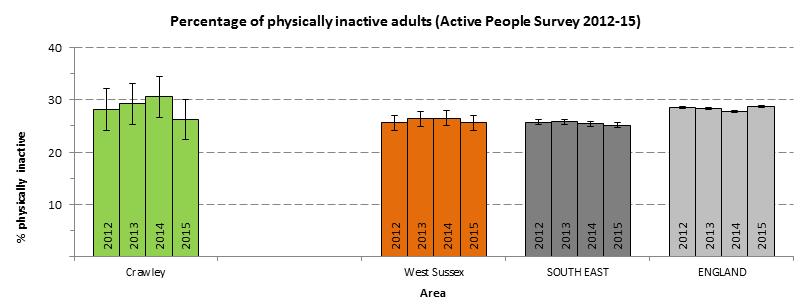 Percentage of physically inactive adults (Active People Survey 2012-15)
40
30
20
10
% physically inactive
2012 2013 2014 2015 2012 2013 2014 2015 2012 2013 2014 2015 2012 2013 2014 2015
Crawley West Sussex SOUTH EAST ENGLAND
Area